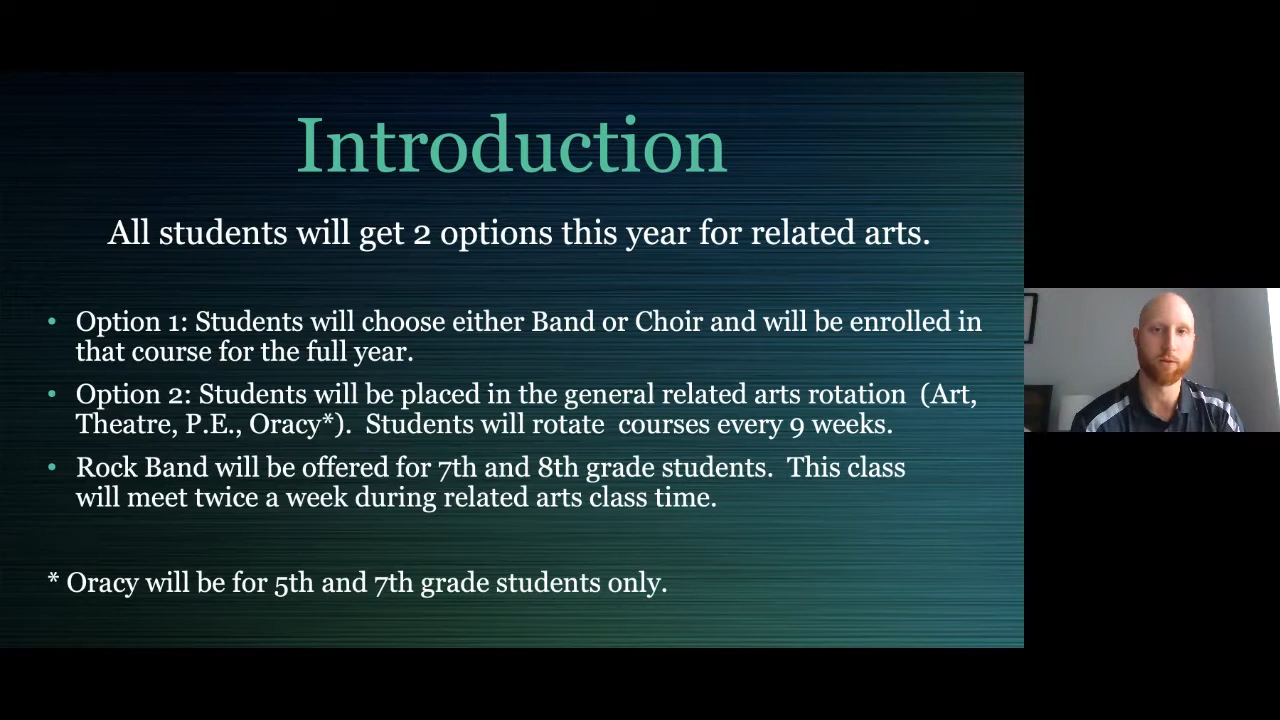 Introduction
All students will get 2 options this year for related arts.
• Option 1: Students will choose either Band or Choir and will be enrolled in
that course for the full year.
• Option 2: Students will be placed in the general related arts rotation  (Art,
Theatre, P.E., Oracy*).  Students will rotate  courses every 9 weeks.
• Rock Band will be offered for 7th and 8th grade students.  This class
will meet twice a week during related arts class time.
* Oracy will be for 5th and 7th grade students only.